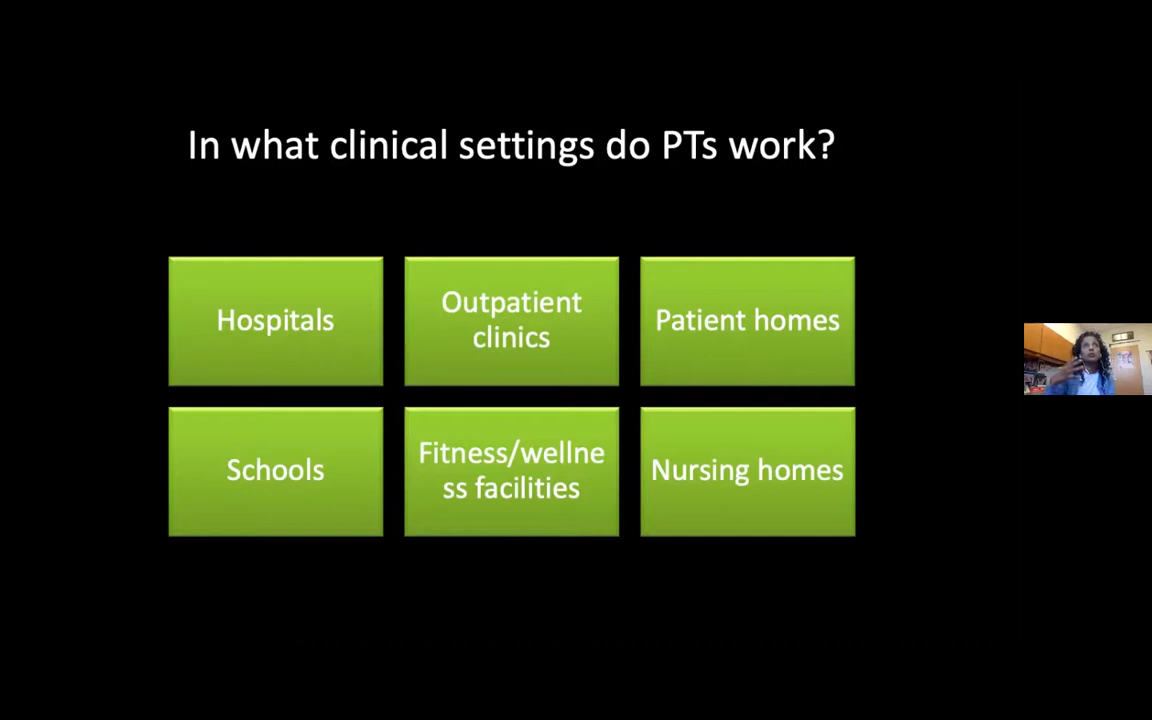 In what clinical settings do PTs work?
Hospitals
Outpatient
clinics
Patient homes
Schools
Fitness/wellne
ss facilities
Nursing homes